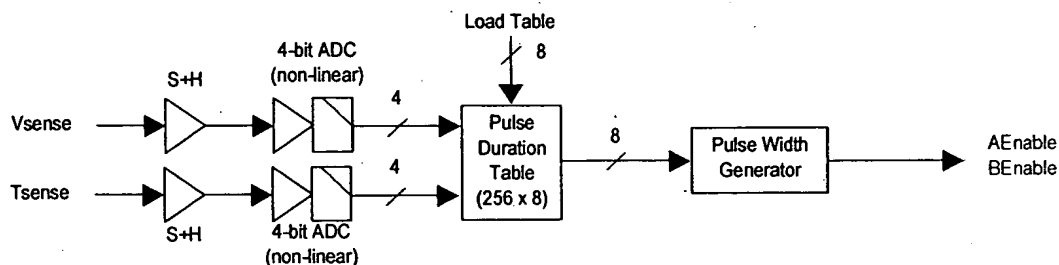 Load Table
8
4-bit ADC
(non-linear)
S+H
4
Vsense
Pulse
Duration
Table
(256 x 8)
8
Pulse Width
Generator
AEnable
BEnable
4
Tsense
S+H
4-bit ADC
(non-linear)